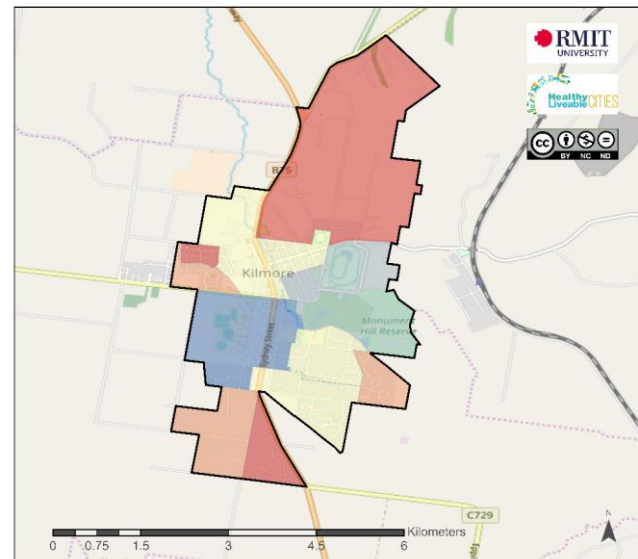 RMIT
UNIVERSITY
Healthy
Liveable CITIES
CC
BY NC ND
B75
Kilmore
Monument
Hill Reserve
Sydney Street
C729
N
Kilometers
0 0.75 1.5 3 4.5 6